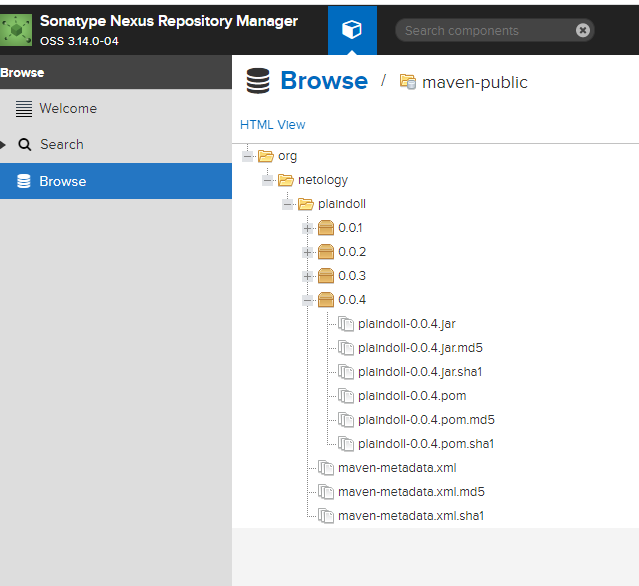 Sonatype Nexus Repository Manager
OSS 3.14.0-04
Search components
Browse
Welcome
Search
Browse
Browse / maven-public
HTML View
org
netology
plaindoll
0.0.1
0.0.2
0.0.3
0.0.4
plaindoll-0.0.4.jar
plaindoll-0.0.4.jar.md5
plaindoll-0.0.4.jar.sha1
plaindoll-0.0.4.pom
plaindoll-0.0.4.pom.md5
plaindoll-0.0.4.pom.sha1
maven-metadata.xml
maven-metadata.xml.md5
maven-metadata.xml.sha1